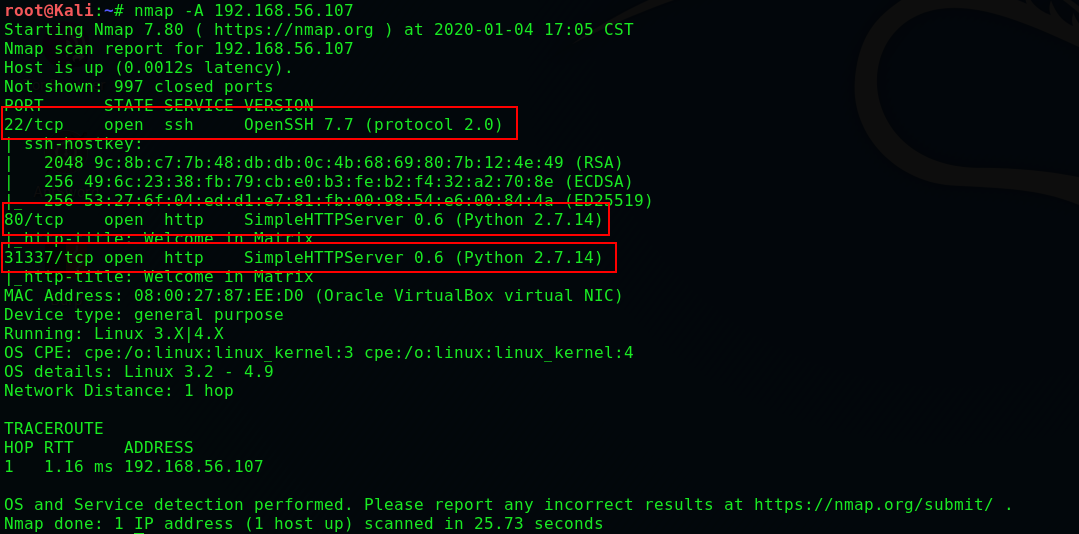 root@Kali:~# nmap -A 192.168.56.107
Starting Nmap 7.80 ( https://nmap.org ) at 2020-01-04 17:05 CST
Nmap scan report for 192.168.56.107
Host is up (0.0012s latency).
Not shown: 997 closed ports
PORT      STATE SERVICE VERSION
22/tcp    open  ssh     OpenSSH 7.7 (protocol 2.0)
| ssh-hostkey:
|   2048 9c:8b:c7:7b:48:db:db:0c:4b:68:69:80:7b:12:4e:49 (RSA)
|   256 49:6c:23:38:fb:79:cb:e0:b3:fe:b2:f4:32:a2:70:8e (ECDSA)
|_  256 53:27:6f:04:ed:d1:e7:81:fb:00:98:54:e6:00:84:4a (ED25519)
80/tcp    open  http    SimpleHTTPServer 0.6 (Python 2.7.14)
|_http-title: Welcome in Matrix
31337/tcp open  http    SimpleHTTPServer 0.6 (Python 2.7.14)
|_http-title: Welcome in Matrix
MAC Address: 08:00:27:87:EE:D0 (Oracle VirtualBox virtual NIC)
Device type: general purpose
Running: Linux 3.X|4.X
OS CPE: cpe:/o:linux:linux_kernel:3 cpe:/o:linux:linux_kernel:4
OS details: Linux 3.2 - 4.9
Network Distance: 1 hop
TRACEROUTE
HOP RTT     ADDRESS
1   1.16 ms 192.168.56.107
OS and Service detection performed. Please report any incorrect results at https://nmap.org/submit/ .
Nmap done: 1 IP address (1 host up) scanned in 25.73 seconds